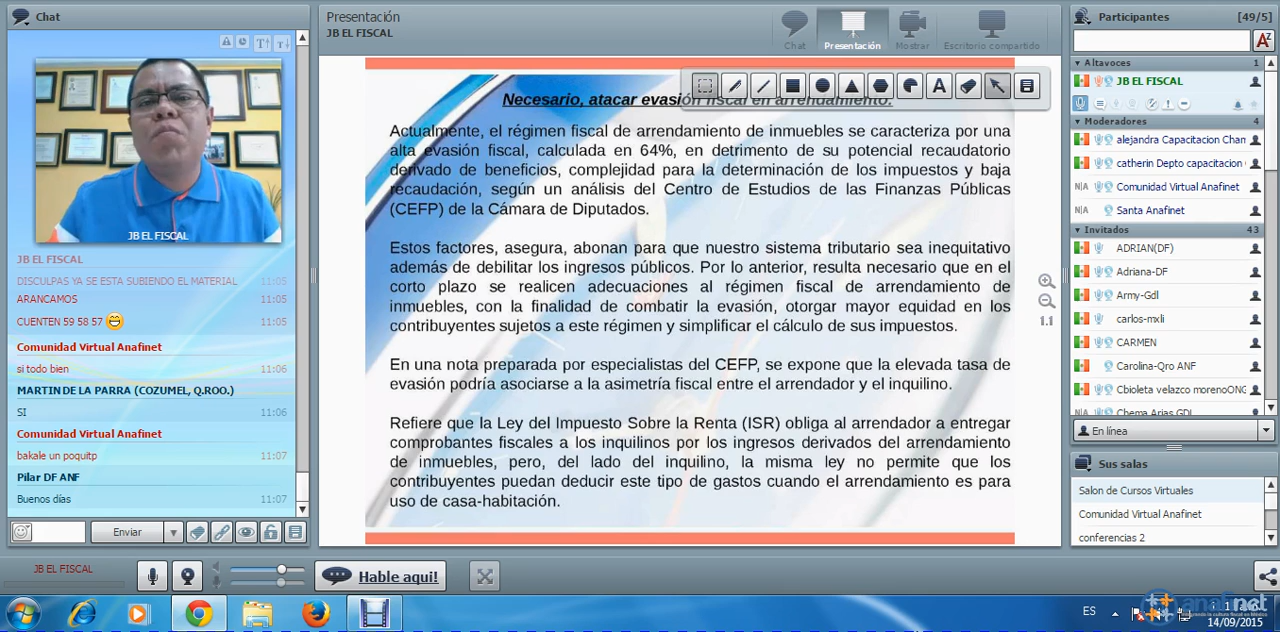 Chat
JB EL FISCAL
JB EL FISCAL
DISCULPAS YA SE ESTA SUBIENDO EL MATERIAL 11:05
ARANCAMOS 11:05
CUENTEN 59 58 57 11:05
Comunidad Virtual Anafinet
si todo bien 11:06
MARTIN DE LA PARRA (COZUMEL, Q.ROO.)
SI 11:06
Comunidad Virtual Anafinet
bakale un poquitp 11:07
Pilar DF ANF
Buenos días 11:07
Enviar
Presentación
JB EL FISCAL
Chat
Presentación
Mostrar
Escritorio compartido
Necesario, atacar evasión fiscal en arrendamiento.
Actualmente, el régimen fiscal de arrendamiento de inmuebles se caracteriza por una
alta evasión fiscal, calculada en 64%, en detrimento de su potencial recaudatorio
derivado de beneficios, complejidad para la determinación de los impuestos y baja
recaudación, según un análisis del Centro de Estudios de las Finanzas Públicas
(CEFP) de la Cámara de Diputados.
Estos factores, asegura, abonan para que nuestro sistema tributario sea inequitativo
además de debilitar los ingresos públicos. Por lo anterior, resulta necesario que en el
corto plazo se realicen adecuaciones al régimen fiscal de arrendamiento de
inmuebles, con la finalidad de combatir la evasión, otorgar mayor equidad en los
contribuyentes sujetos a este régimen y simplificar el cálculo de sus impuestos.
En una nota preparada por especialistas del CEFP, se expone que la elevada tasa de
evasión podría asociarse a la asimetría fiscal entre el arrendador y el inquilino.
Refiere que la Ley del Impuesto Sobre la Renta (ISR) obliga al arrendador a entregar
comprobantes fiscales a los inquilinos por los ingresos derivados del arrendamiento
de inmuebles, pero, del lado del inquilino, la misma ley no permite que los
contribuyentes puedan deducir este tipo de gastos cuando el arrendamiento es para
uso de casa-habitación.
1.1
Participantes [49/5]
Altavoces 1
JB EL FISCAL
Moderadores 4
alejandra Capacitacion Cham
catherin Depto capacitacion
N/A Comunidad Virtual Anafinet
N/A Santa Anafinet
Invitados 43
ADRIAN(DF)
Adriana-DF
Army-Gdl
carlos-mxli
CARMEN
Carolina-Qro ANF
Cbioleta velazco morenoONG
N/A Chema Arias GDL
En línea
Sus salas
Salon de Cursos Virtuales
Comunidad Virtual Anafinet
conferencias 2
JB EL FISCAL
Hable aqui!
ES
anafinet
14/09/2015